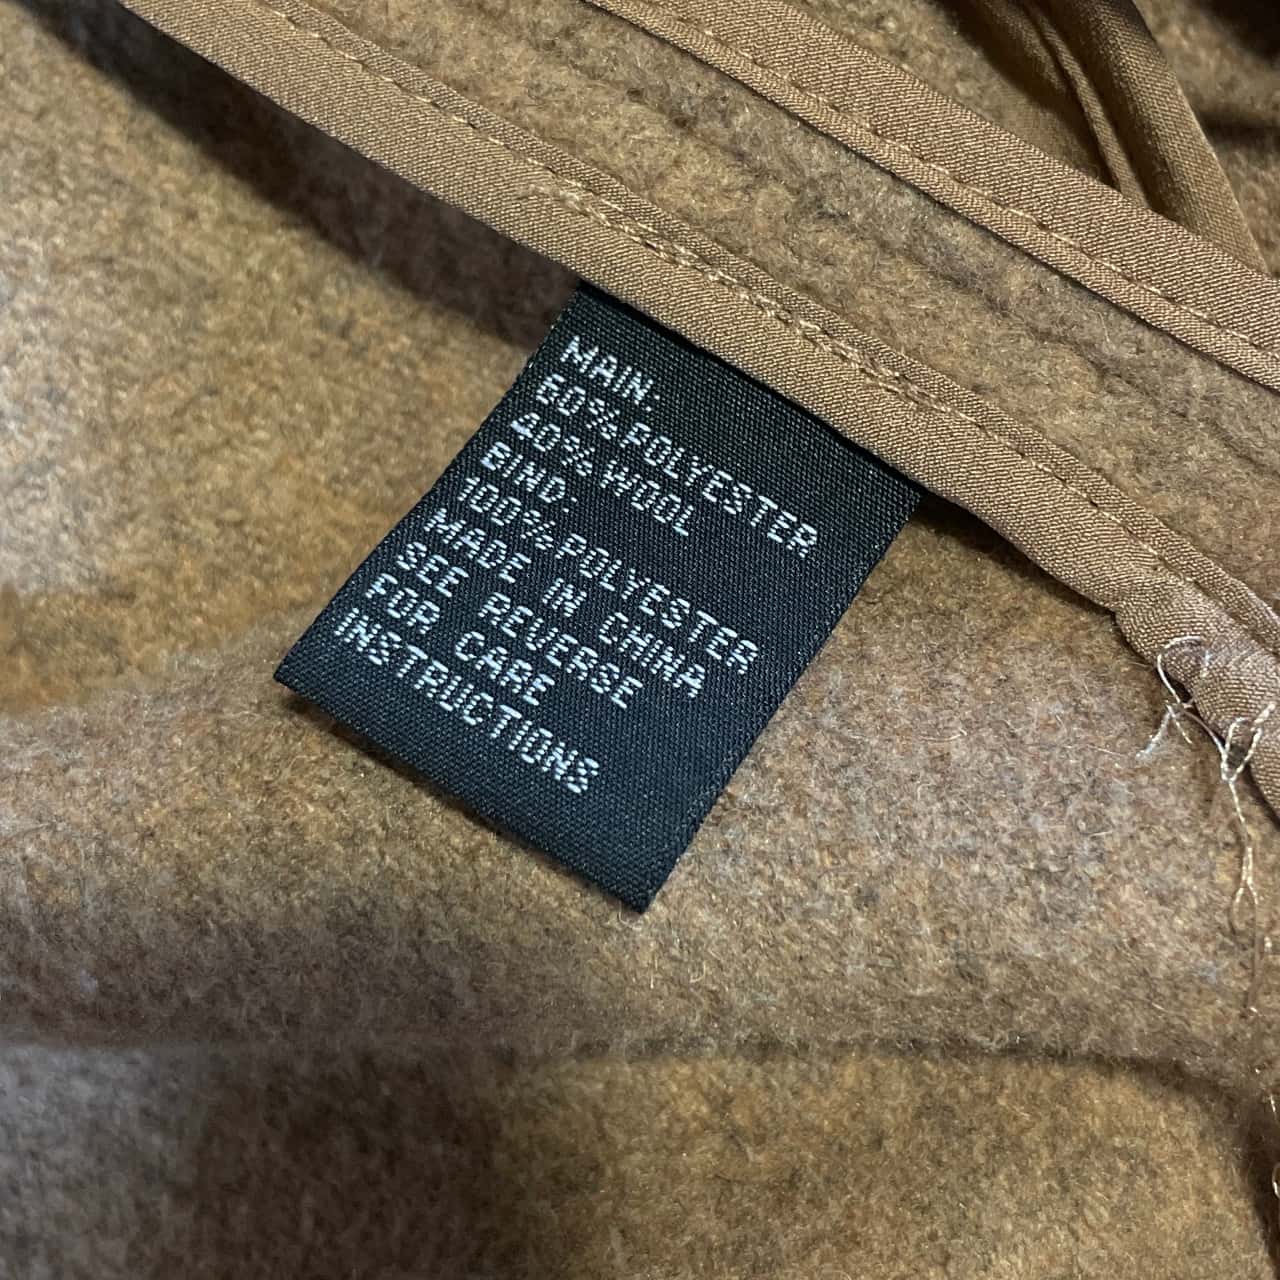 MAIN:
60%POLYESTER
40%WOOL
BIND:
100%POLYESTER
MADE IN CHINA
SEE REVERSE
FOR CARE
INSTRUCTIONS